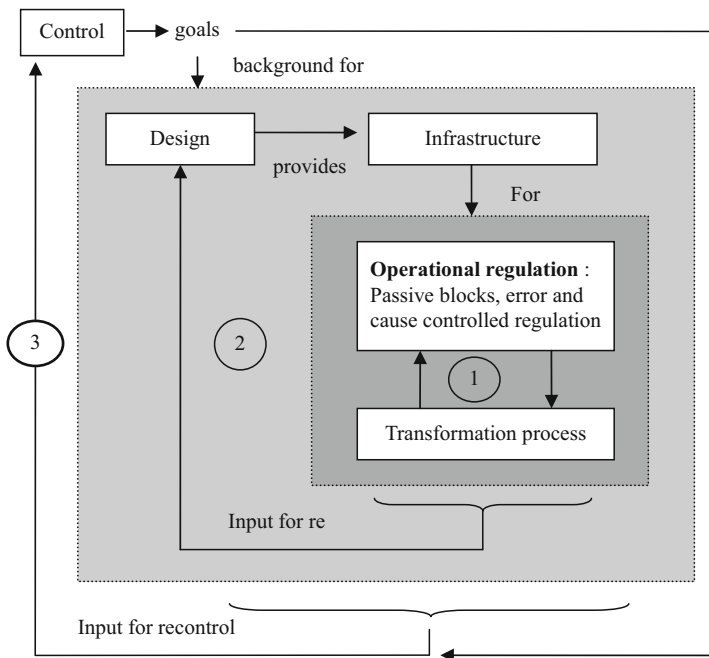 Control
goals
background for
Design
provides
Infrastructure
For
Operational regulation :
Passive blocks, error and
cause controlled regulation
3
2
1
Transformation process
Input for re
Input for recontrol